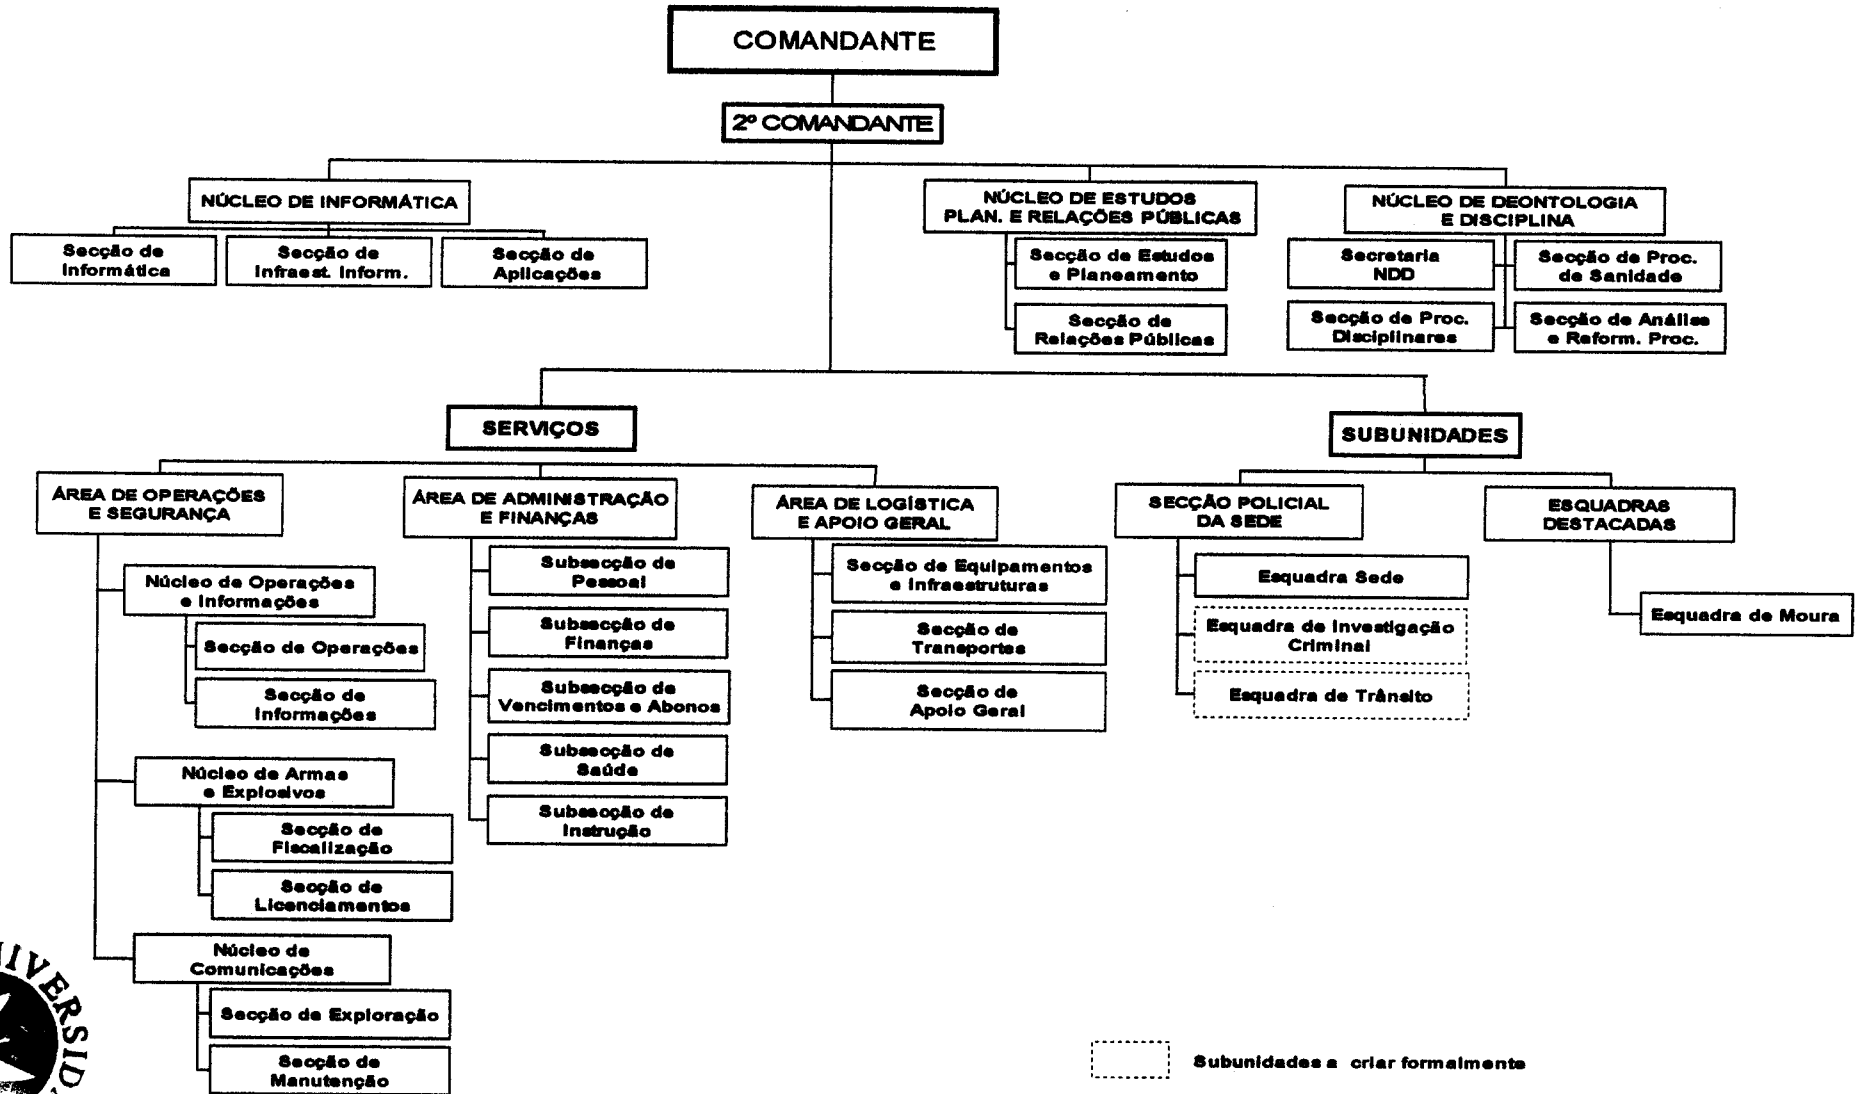 COMANDANTE
2º COMANDANTE
NÚCLEO DE INFORMÁTICA
Secção de
Informática
Secção de
Infraest. Inform.
Secção de
Aplicações
NÚCLEO DE ESTUDOS
PLAN. E RELAÇÕES PÚBLICAS
Secção de Estudos
e Planeamento
Secção de
Relações Públicas
NÚCLEO DE DEONTOLOGIA
E DISCIPLINA
Secretaria
NDD
Secção de Proc.
de Sanidade
Secção de Proc.
Disciplinares
Secção de Análise
e Reform. Proc.
SERVIÇOS
ÁREA DE OPERAÇÕES
E SEGURANÇA
Núcleo de Operações
e Informações
Secção de Operações
Secção de
Informações
Núcleo de Armas
e Explosivos
Secção de
Fiscalização
Secção de
Licenciamentos
Núcleo de
Comunicações
Secção de Exploração
Secção de
Manutenção
ÁREA DE ADMINISTRAÇÃO
E FINANÇAS
Subsecção de
Pessoal
Subsecção de
Finanças
Subsecção de
Vencimentos e Abonos
Subsecção de
Saúde
Subsecção de
Instrução
ÁREA DE LOGÍSTICA
E APOIO GERAL
Secção de Equipamentos
e Infraestruturas
Secção de
Transportes
Secção de
Apoio Geral
SUBUNIDADES
SECÇÃO POLICIAL
DA SEDE
Esquadra Sede
Esquadra de Investigação
Criminal
Esquadra de Trânsito
ESQUADRAS
DESTACADAS
Esquadra de Moura
Subunidades a criar formalmente